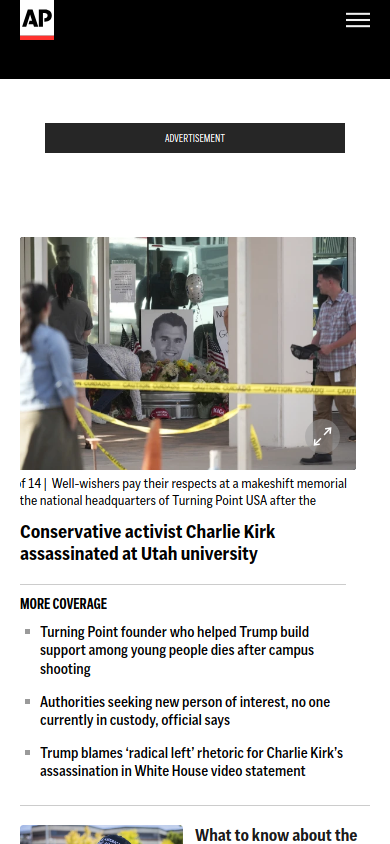 AP
ADVERTISEMENT
CAUTION CUIDADO CAUTION
of 14 | Well-wishers pay their respects at a makeshift memorial
the national headquarters of Turning Point USA after the
Conservative activist Charlie Kirk
assassinated at Utah university
MORE COVERAGE
Turning Point founder who helped Trump build
support among young people dies after campus
shooting
Authorities seeking new person of interest, no one
currently in custody, official says
Trump blames ‘radical left’ rhetoric for Charlie Kirk’s
assassination in White House video statement
What to know about the